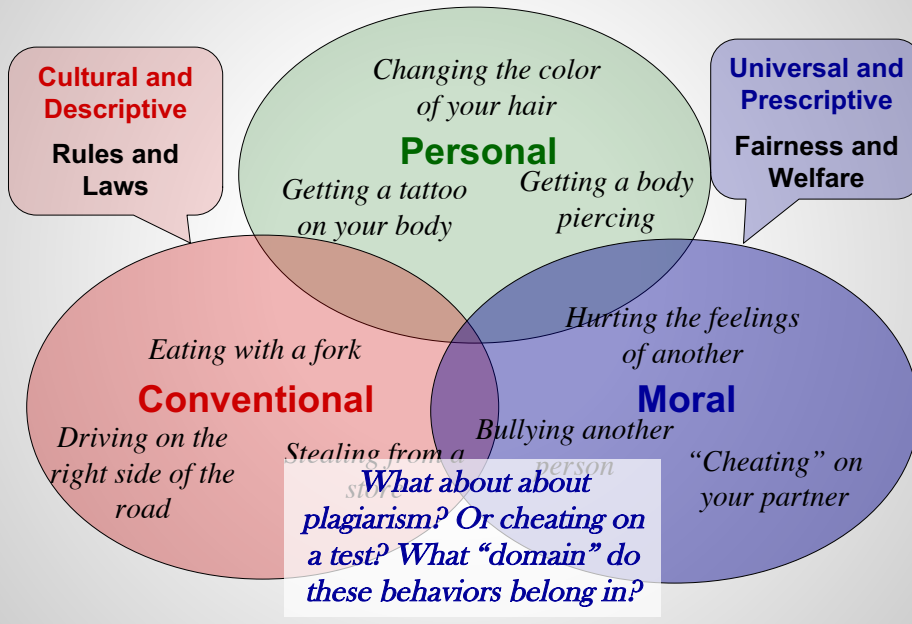 Cultural and
Descriptive
Rules and
Laws
Changing the color
of your hair
Personal
Getting a tattoo
on your body
Getting a body
piercing
Universal and
Prescriptive
Fairness and
Welfare
Eating with a fork
Conventional
Driving on the
right side of the
road
Stealing from a
store
Hurting the feelings
of another
Moral
Bullying another
person
“Cheating” on
your partner
What about about
plagiarism? Or cheating on
a test? What “domain” do
these behaviors belong in?